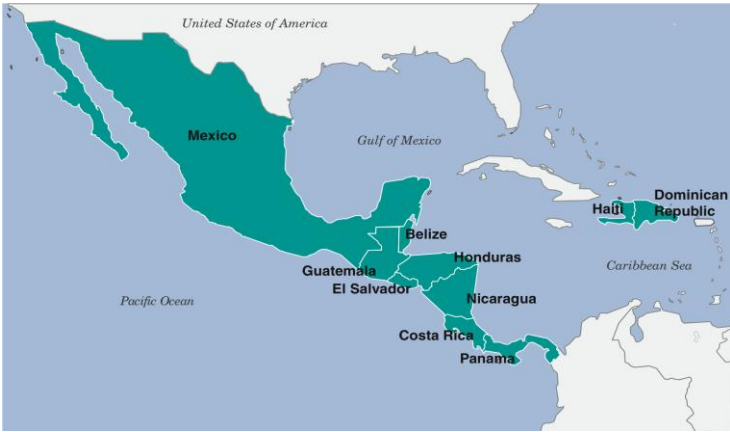 United States of America
Mexico
Gulf of Mexico
Dominican
Republic
Haiti
Belize
Honduras
Guatemala
Caribbean Sea
El Salvador
Nicaragua
Pacific Ocean
Costa Rica
Panama